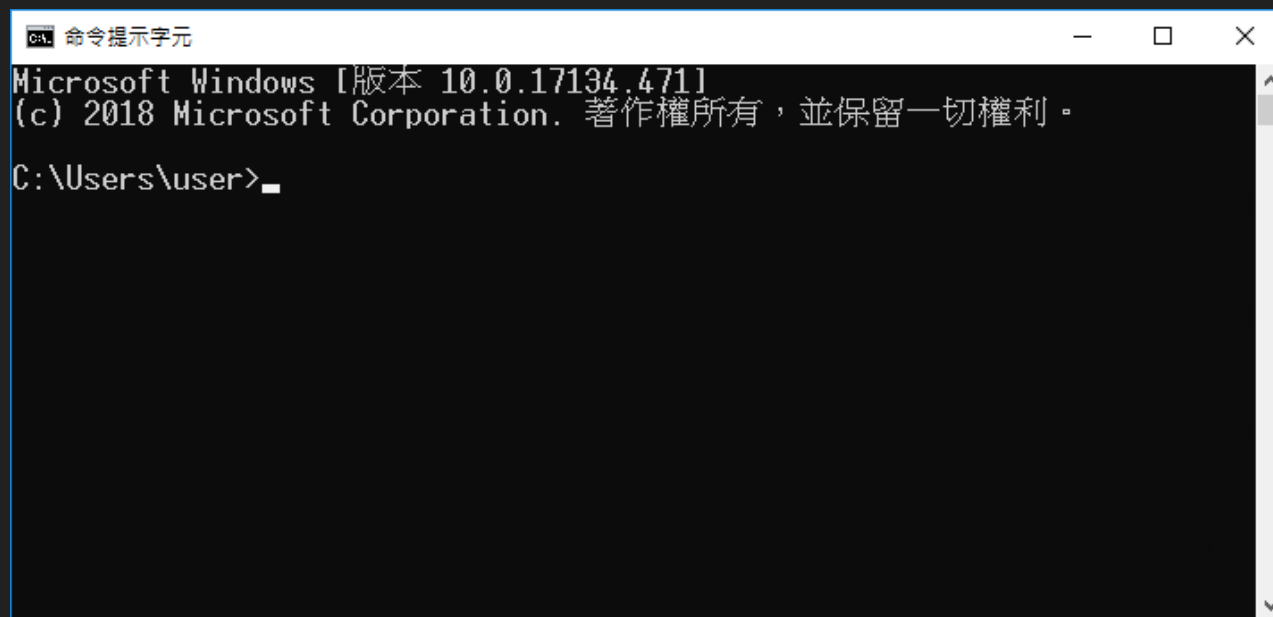 命令提示字元
Microsoft Windows [版本 10.0.17134.471]
(c) 2018 Microsoft Corporation. 著作權所有，並保留一切權利。
C:\Users\user>